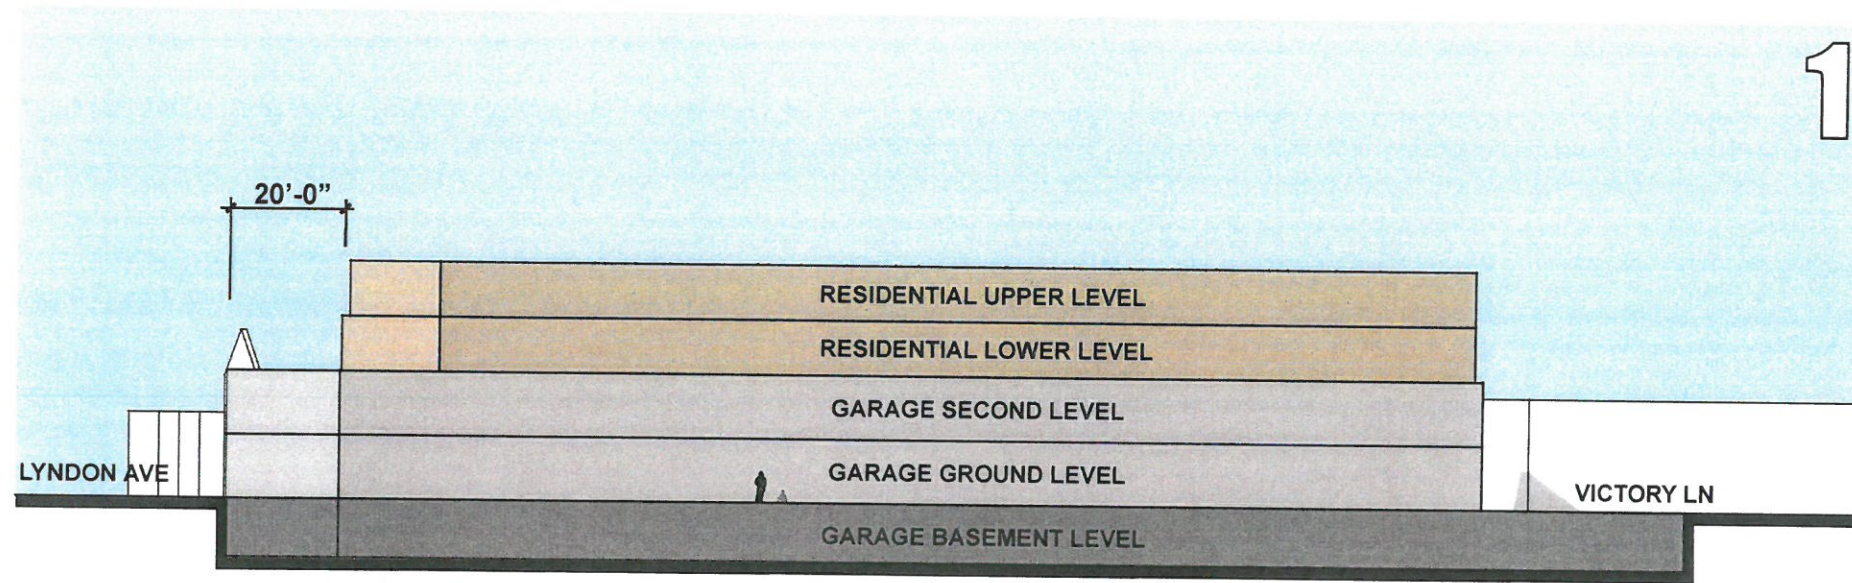 1
20'-0”
RESIDENTIAL UPPER LEVEL
RESIDENTIAL LOWER LEVEL
GARAGE SECOND LEVEL
LYNDON AVE
GARAGE GROUND LEVEL
VICTORY LN
GARAGE BASEMENT LEVEL